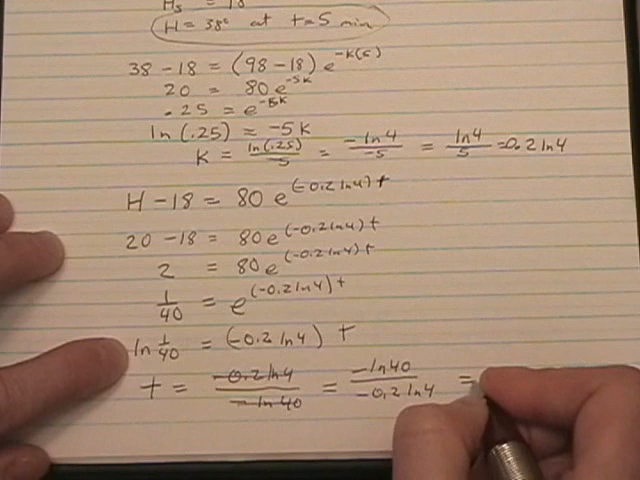 Hs = 18
H = 38° at t = 5 min
38 - 18 = (98 - 18) e^-k(5)
20 = 80 e^-5k
.25 = e^-5k
ln(.25) = -5k
k = ln(.25)/-5 = -ln4/-5 = ln4/5 = 0.2 ln4
H - 18 = 80 e^(-0.2 ln4) t
20 - 18 = 80 e^(-0.2 ln4) t
2 = 80 e^(-0.2 ln4) t
1/40 = e^(-0.2 ln4) t
ln 1/40 = (-0.2 ln4) t
t = -0.2 ln4/-ln40 = -ln40/-0.2 ln4 =